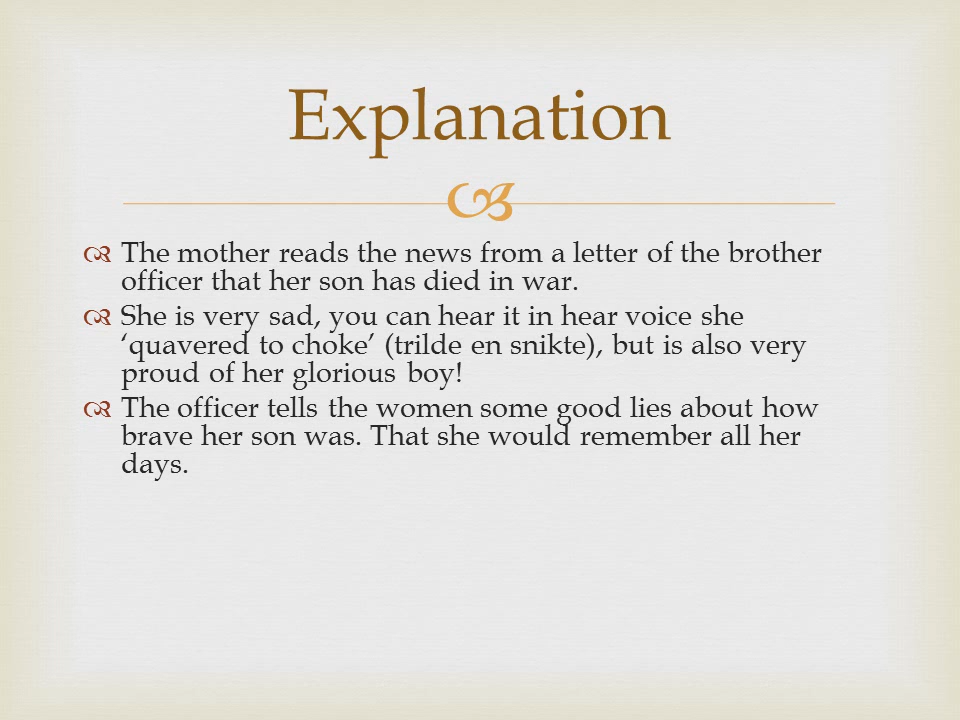 Explanation
The mother reads the news from a letter of the brother
officer that her son has died in war.
She is very sad, you can hear it in hear voice she
‘quavered to choke’ (trilde en snikte), but is also very
proud of her glorious boy!
The officer tells the women some good lies about how
brave her son was. That she would remember all her
days.